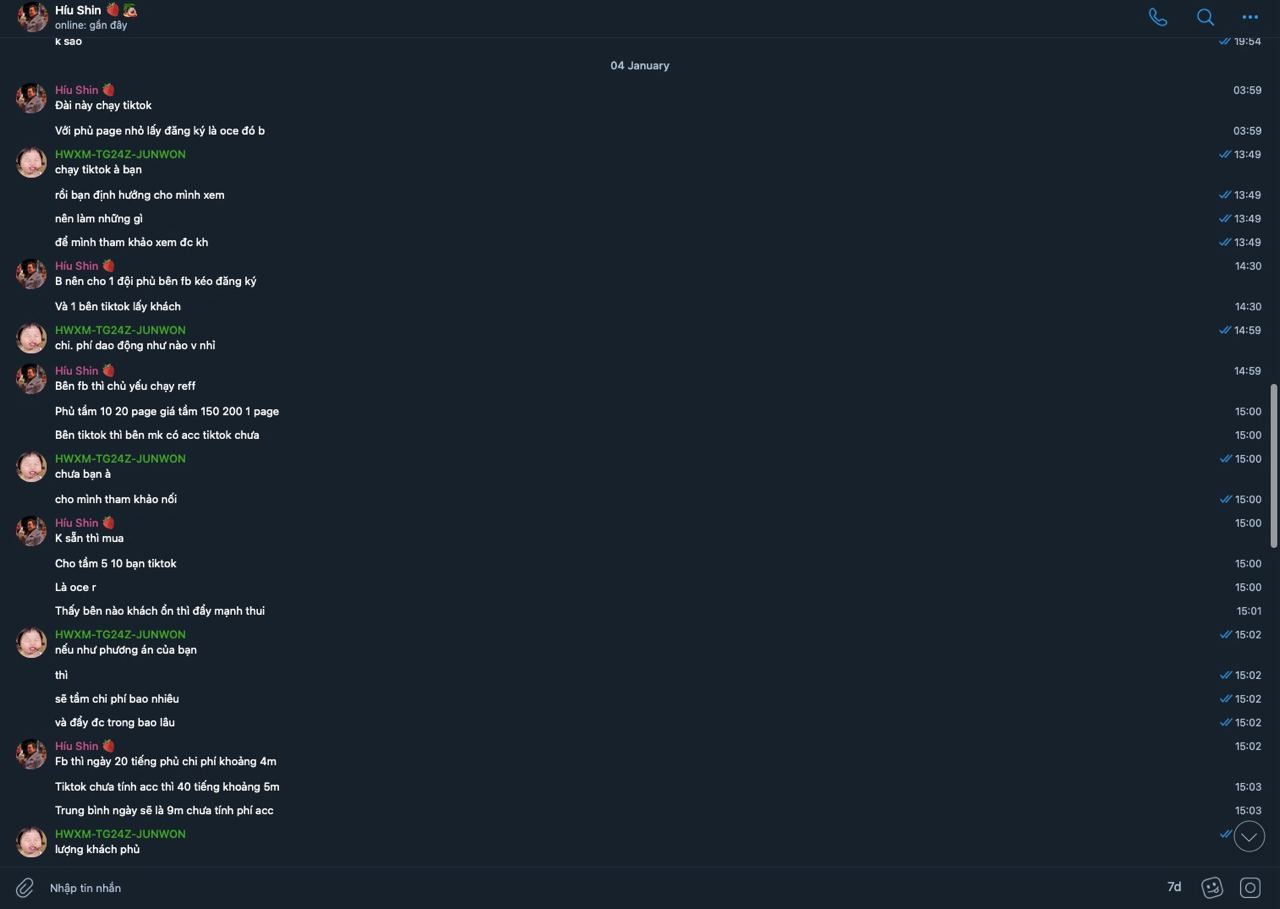 Híu Shin 🍓
online: gần đây
k sao
19:54
04 January
Híu Shin 🍓
03:59
Đài này chạy tiktok
Với phủ page nhỏ lấy đăng ký là oce đó b
03:59
HWXM-TG24Z-JUNWON
13:49
chạy tiktok à bạn
rồi bạn định hướng cho mình xem
13:49
nên làm những gì
13:49
để mình tham khảo xem đc kh
13:49
Híu Shin 🍓
14:30
B nên cho 1 đội phủ bên fb kéo đăng ký
Và 1 bên tiktok lấy khách
14:30
HWXM-TG24Z-JUNWON
14:59
chi. phí dao động như nào v nhỉ
Híu Shin 🍓
14:59
Bên fb thì chủ yếu chạy reff
Phủ tầm 10 20 page giá tầm 150 200 1 page
15:00
Bên tiktok thì bên mk có acc tiktok chưa
15:00
HWXM-TG24Z-JUNWON
15:00
chưa bạn à
cho mình tham khảo nối
15:00
Híu Shin 🍓
15:00
K sẵn thì mua
Cho tầm 5 10 bạn tiktok
15:00
Là oce r
15:00
Thấy bên nào khách ổn thì đẩy mạnh thui
15:01
HWXM-TG24Z-JUNWON
15:02
nếu như phương án của bạn
thì
15:02
sẽ tầm chi phí bao nhiêu
15:02
và đẩy đc trong bao lâu
15:02
Híu Shin 🍓
15:02
Fb thì ngày 20 tiếng phủ chi phí khoảng 4m
Tiktok chưa tính acc thì 40 tiếng khoảng 5m
15:03
Trung bình ngày sẽ là 9m chưa tính phí acc
15:03
HWXM-TG24Z-JUNWON
lượng khách phủ
Nhập tin nhắn
7d